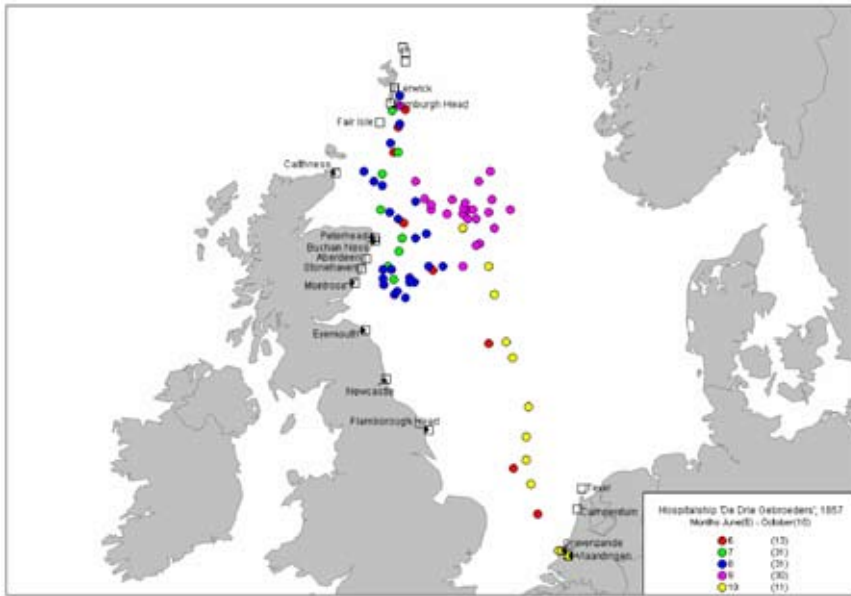 Lerwick
Sumburgh Head
Fair Isle
Caithness
Peterhead
Buchan Ness
Aberdeen
Stonehaven
Montrose
Eyemouth
Newcastle
Flamborough Head
Texel
Camperduin
Gravenzande
Vlaardingen
Hospitalship 'De Drie Gebroeders', 1857
Months June(6) - October(10)
6 (13)
7 (31)
8 (31)
9 (30)
10 (11)